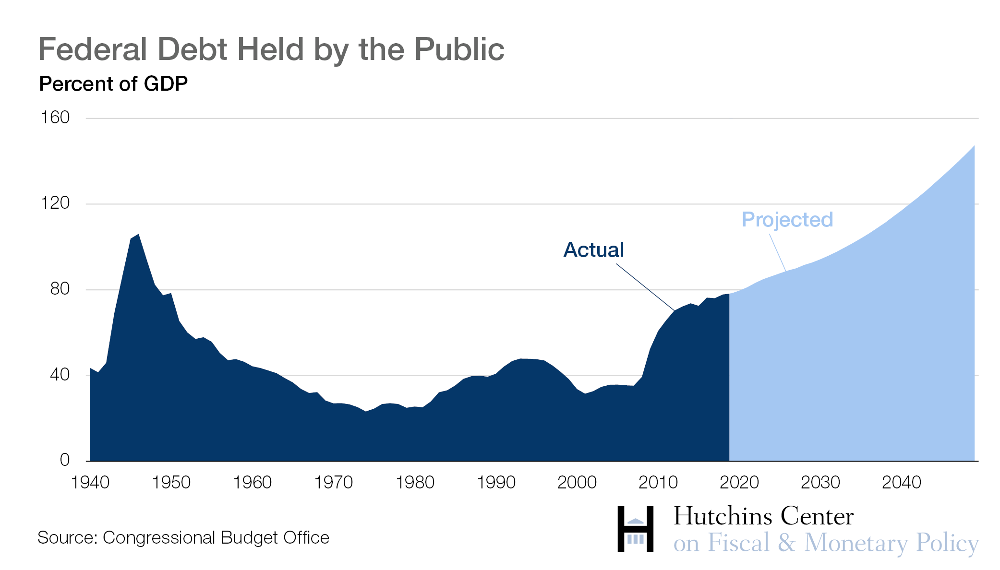 Federal Debt Held by the Public
Percent of GDP
160
120
80
40
0
Projected
Actual
1940 1950 1960 1970 1980 1990 2000 2010 2020 2030 2040
Source: Congressional Budget Office
Hutchins Center
on Fiscal & Monetary Policy